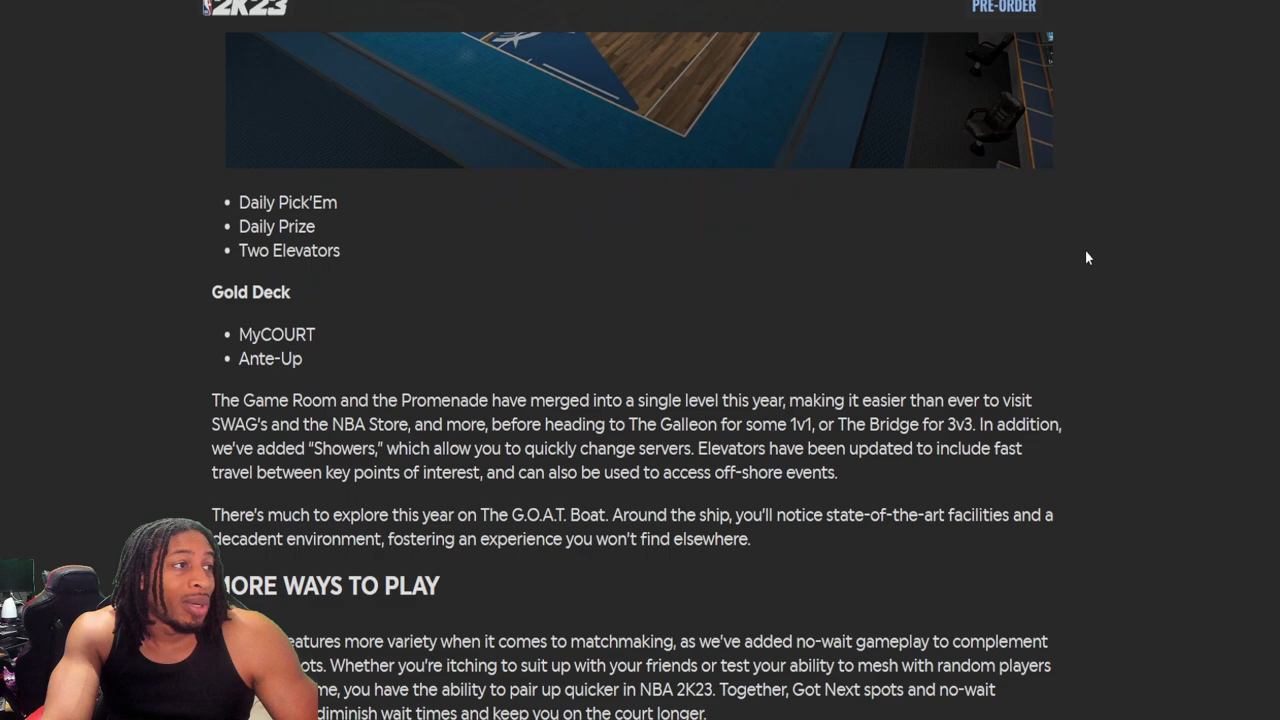 2K23
PRE-ORDER
• Daily Pick'Em
• Daily Prize
• Two Elevators
Gold Deck
• MyCOURT
• Ante-Up
The Game Room and the Promenade have merged into a single level this year, making it easier than ever to visit
SWAG's and the NBA Store, and more, before heading to The Galleon for some 1v1, or The Bridge for 3v3. In addition,
we've added “Showers,” which allow you to quickly change servers. Elevators have been updated to include fast
travel between key points of interest, and can also be used to access off-shore events.
There's much to explore this year on The G.O.A.T. Boat. Around the ship, you'll notice state-of-the-art facilities and a
decadent environment, fostering an experience you won't find elsewhere.
MORE WAYS TO PLAY
eatures more variety when it comes to matchmaking, as we've added no-wait gameplay to complement
ots. Whether you're itching to suit up with your friends or test your ability to mesh with random players
me, you have the ability to pair up quicker in NBA 2K23. Together, Got Next spots and no-wait
diminish wait times and keep you on the court longer.